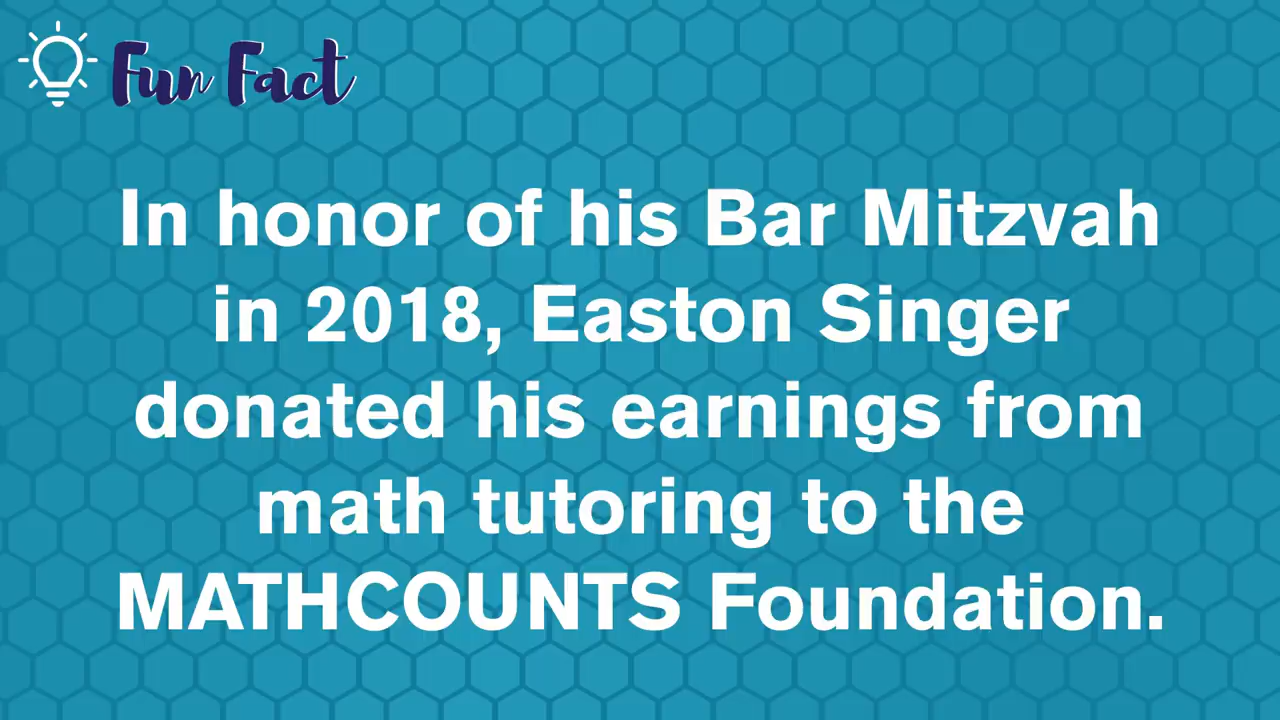 Fun Fact
In honor of his Bar Mitzvah
in 2018, Easton Singer
donated his earnings from
math tutoring to the
MATHCOUNTS Foundation.